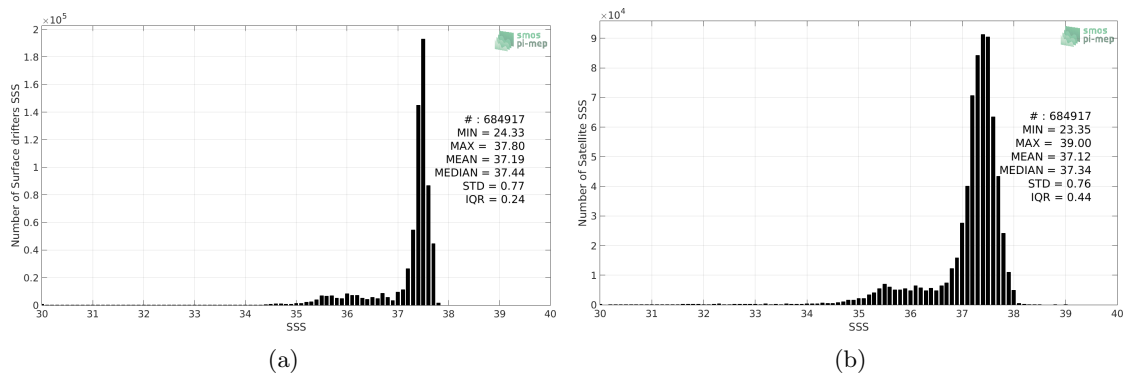 ×10^5
smos
pi-mep
Number of Surface drifters SSS
2
1.8
1.6
1.4
1.2
1
0.8
0.6
0.4
0.2
0
# : 684917
MIN = 24.33
MAX = 37.80
MEAN = 37.19
MEDIAN = 37.44
STD = 0.77
IQR = 0.24
30 31 32 33 34 35 36 37 38 39 40
SSS
(a)
×10^4
smos
pi-mep
Number of Satellite SSS
9
8
7
6
5
4
3
2
1
0
# : 684917
MIN = 23.35
MAX = 39.00
MEAN = 37.12
MEDIAN = 37.34
STD = 0.76
IQR = 0.44
30 31 32 33 34 35 36 37 38 39 40
SSS
(b)